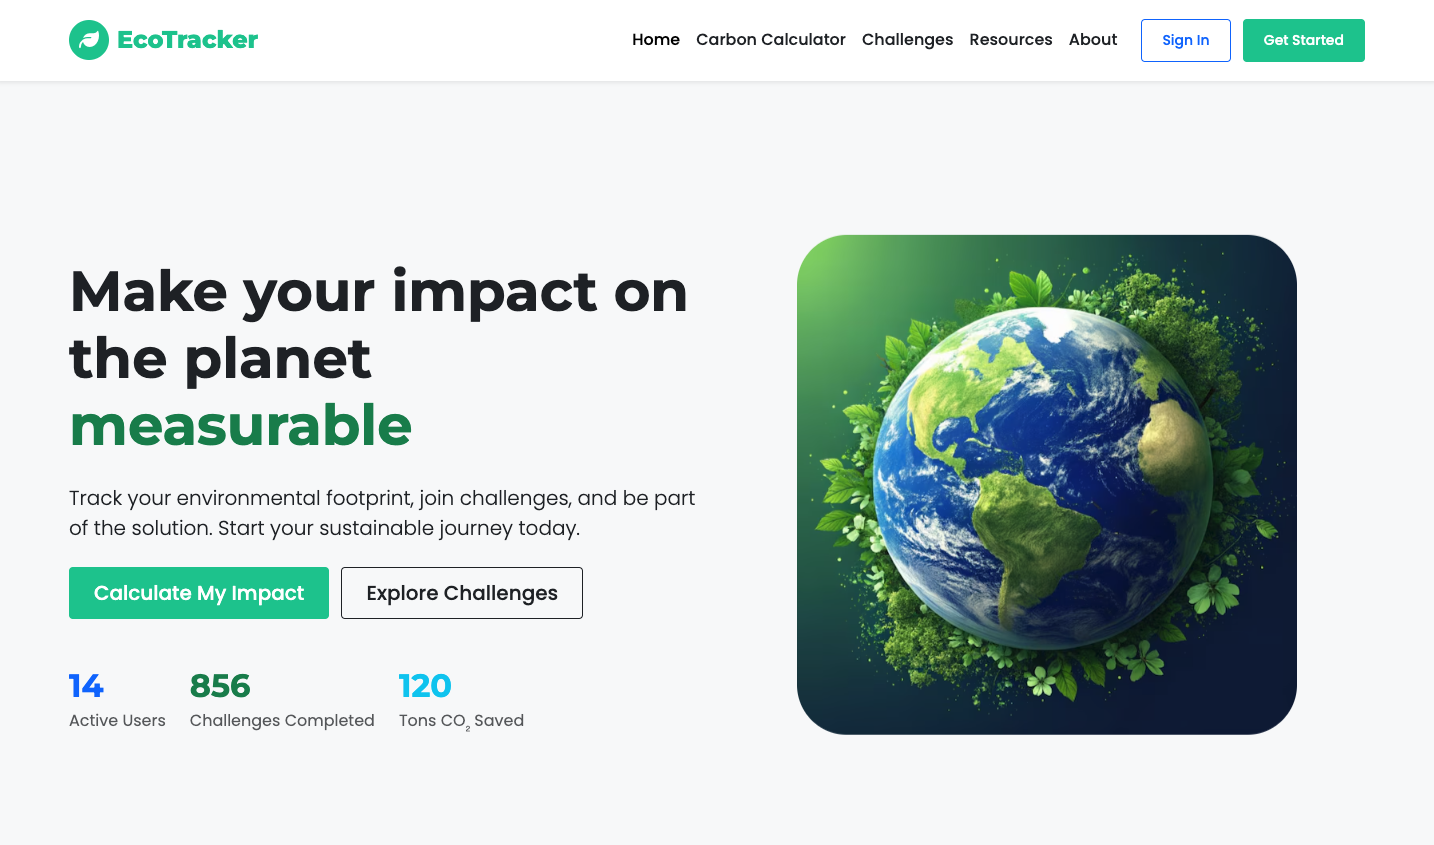 EcoTracker
Home Carbon Calculator Challenges Resources About Sign In Get Started
Make your impact on
the planet
measurable
Track your environmental footprint, join challenges, and be part
of the solution. Start your sustainable journey today.
Calculate My Impact Explore Challenges
14 856 120
Active Users Challenges Completed Tons CO₂ Saved